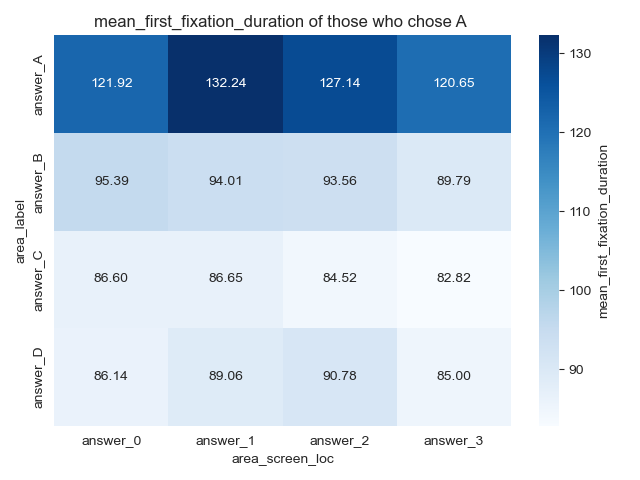 mean_first_fixation_duration of those who chose A
area_label
answer_A
121.92 132.24 127.14 120.65
answer_B
95.39 94.01 93.56 89.79
answer_C
86.60 86.65 84.52 82.82
answer_D
86.14 89.06 90.78 85.00
answer_0 answer_1 answer_2 answer_3
area_screen_loc
130
120
110
100
90
mean_first_fixation_duration